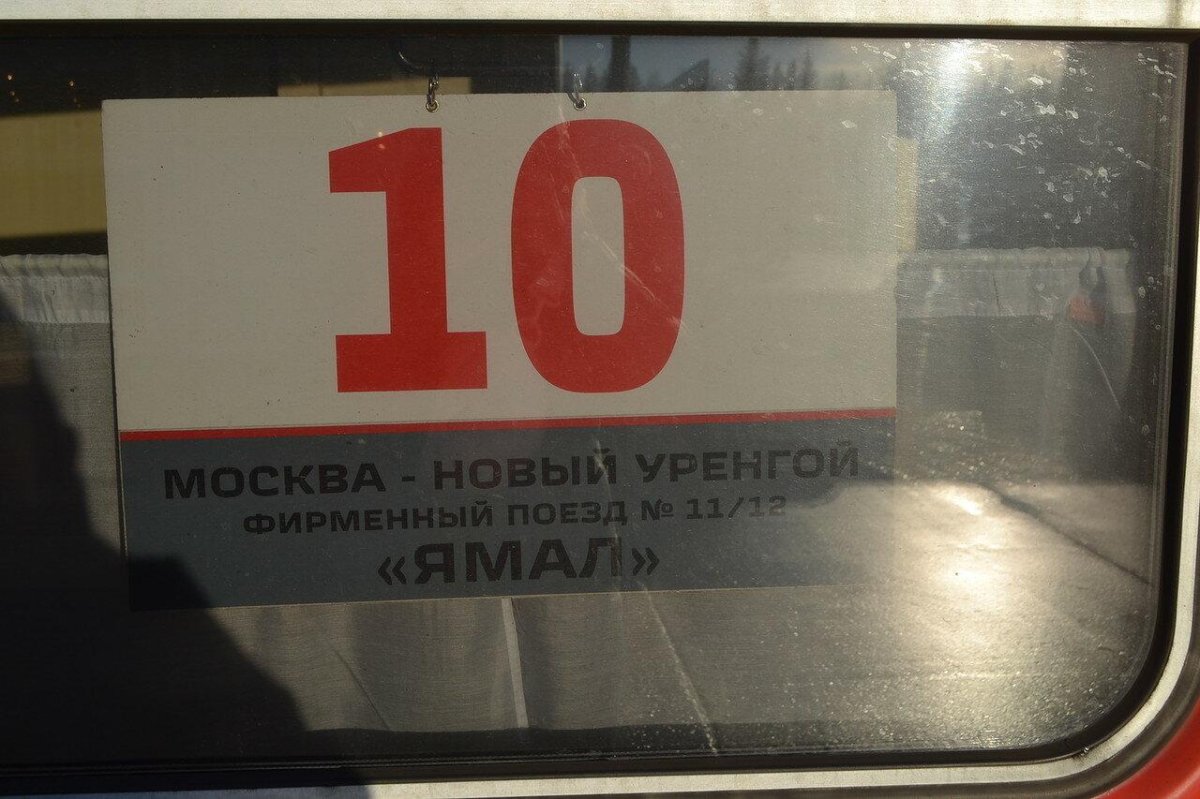 10
МОСКВА - НОВЫЙ УРЕНГОЙ
ФИРМЕННЫЙ ПОЕЗД № 11/12
«ЯМАЛ»